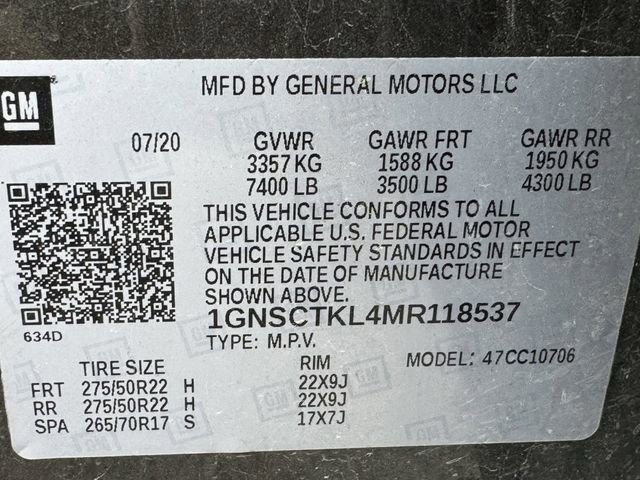 GM
MFD BY GENERAL MOTORS LLC
07/20 GVWR GAWR FRT GAWR RR
3357 KG 1588 KG 1950 KG
7400 LB 3500 LB 4300 LB
THIS VEHICLE CONFORMS TO ALL
APPLICABLE U.S. FEDERAL MOTOR
VEHICLE SAFETY STANDARDS IN EFFECT
ON THE DATE OF MANUFACTURE
SHOWN ABOVE.
634D
1GNSCTKL4MR118537
TYPE: M.P.V. MODEL: 47CC10706
TIRE SIZE RIM
FRT 275/50R22 H 22X9J
RR 275/50R22 H 22X9J
SPA 265/70R17 S 17X7J